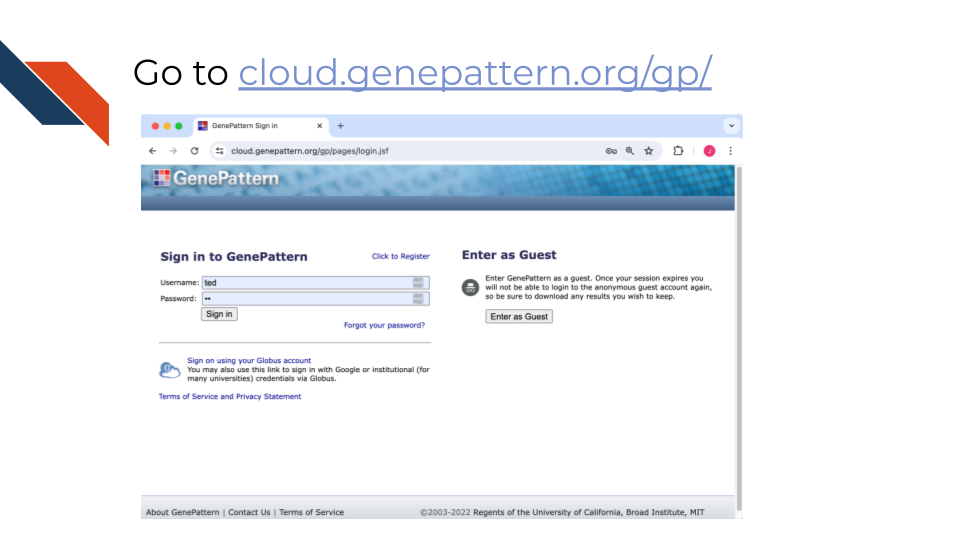 Go to cloud.genepattern.org/gp/
GenePattern Sign in
cloud.genepattern.org/gp/pages/login.jsf
J
GenePattern
Sign in to GenePattern
Click to Register
Username: ted
Password: ••
Sign in
Forgot your password?
Sign on using your Globus account
You may also use this link to sign in with Google or institutional (for
many universities) credentials via Globus.
Terms of Service and Privacy Statement
Enter as Guest
Enter GenePattern as a guest. Once your session expires you
will not be able to login to the anonymous guest account again,
so be sure to download any results you wish to keep.
Enter as Guest
About GenePattern | Contact Us | Terms of Service
©2003-2022 Regents of the University of California, Broad Institute, MIT